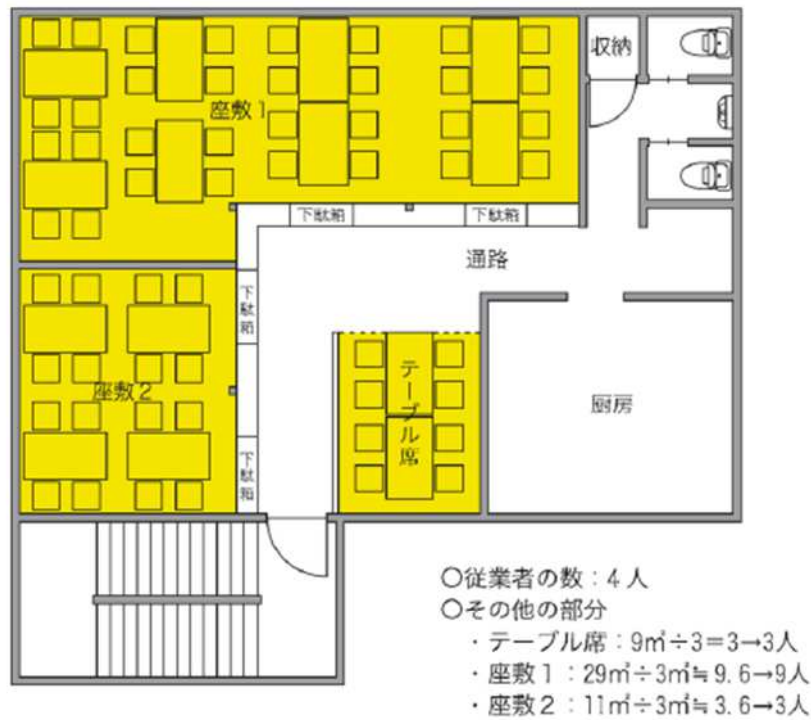 収納
座敷1
下駄箱
下駄箱
通路
下駄箱
座敷2
テーブル席
厨房
下駄箱
○従業者の数：4人
○その他の部分
・テーブル席：9㎡÷3＝3→3人
・座敷1：29㎡÷3㎡≒9.6→9人
・座敷2：11㎡÷3㎡≒3.6→3人